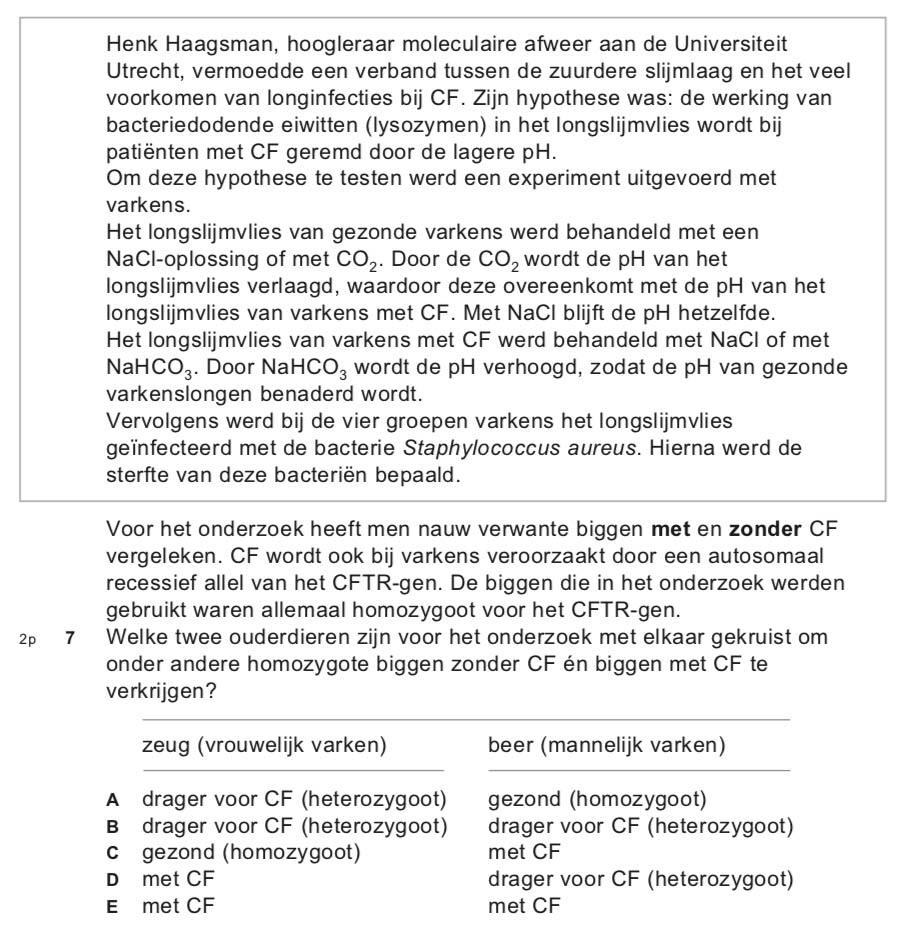 Henk Haagsman, hoogleraar moleculaire afweer aan de Universiteit
Utrecht, vermoedde een verband tussen de zuurdere slijmlaag en het veel
voorkomen van longinfecties bij CF. Zijn hypothese was: de werking van
bacteriedodende eiwitten (lysozymen) in het longslijmvlies wordt bij
patiënten met CF geremd door de lagere pH.
Om deze hypothese te testen werd een experiment uitgevoerd met
varkens.
Het longslijmvlies van gezonde varkens werd behandeld met een
NaCl-oplossing of met CO₂. Door de CO₂ wordt de pH van het
longslijmvlies verlaagd, waardoor deze overeenkomt met de pH van het
longslijmvlies van varkens met CF. Met NaCl blijft de pH hetzelfde.
Het longslijmvlies van varkens met CF werd behandeld met NaCl of met
NaHCO₃. Door NaHCO₃ wordt de pH verhoogd, zodat de pH van gezonde
varkenslongen benaderd wordt.
Vervolgens werd bij de vier groepen varkens het longslijmvlies
geïnfecteerd met de bacterie Staphylococcus aureus. Hierna werd de
sterfte van deze bacteriën bepaald.
Voor het onderzoek heeft men nauw verwante biggen met en zonder CF
vergeleken. CF wordt ook bij varkens veroorzaakt door een autosomaal
recessief allel van het CFTR-gen. De biggen die in het onderzoek werden
gebruikt waren allemaal homozygoot voor het CFTR-gen.
2p 7 Welke twee ouderdieren zijn voor het onderzoek met elkaar gekruist om
onder andere homozygote biggen zonder CF én biggen met CF te
verkrijgen?
zeug (vrouwelijk varken) beer (mannelijk varken)
A drager voor CF (heterozygoot) gezond (homozygoot)
B drager voor CF (heterozygoot) drager voor CF (heterozygoot)
C gezond (homozygoot) met CF
D met CF drager voor CF (heterozygoot)
E met CF met CF